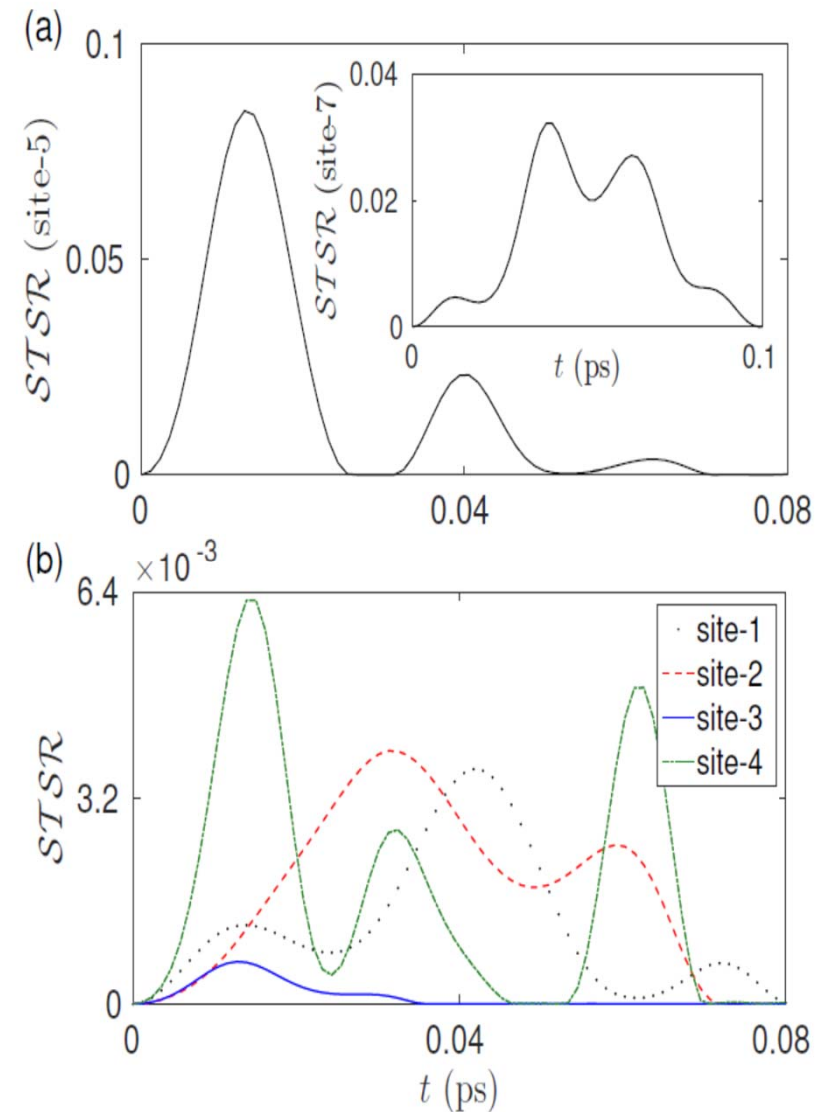 (a)
0.1
0.05
0
STSR (site-5)
0 0.04 0.08
0.04
0.02
0
STSR (site-7)
0 0.1
t (ps)
(b)
×10⁻³
6.4
3.2
0
STSR
site-1
site-2
site-3
site-4
0 0.04 0.08
t (ps)